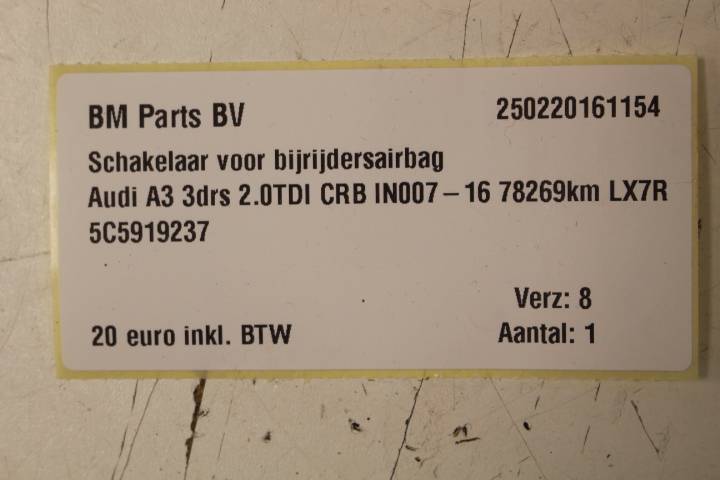 BM Parts BV 250220161154
Schakelaar voor bijrijdersairbag
Audi A3 3drs 2.0TDI CRB IN007 – 16 78269km LX7R
5C5919237
Verz: 8
20 euro inkl. BTW Aantal: 1